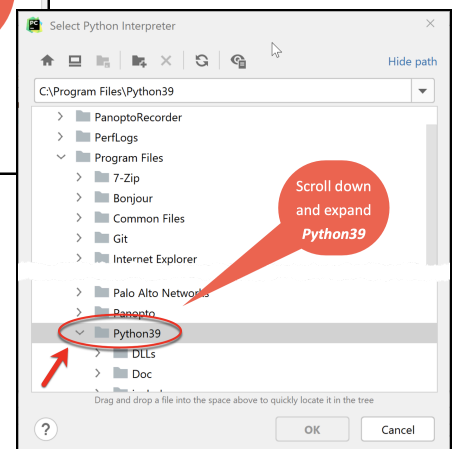 PC
Select Python Interpreter
Hide path
C:\Program Files\Python39
PanoptoRecorder
PerfLogs
Program Files
7-Zip
Bonjour
Common Files
Git
Internet Explorer
Scroll down
and expand
Python39
Palo Alto Networks
Panopto
Python39
DLLs
Doc
Drag and drop a file into the space above to quickly locate it in the tree
?
OK
Cancel